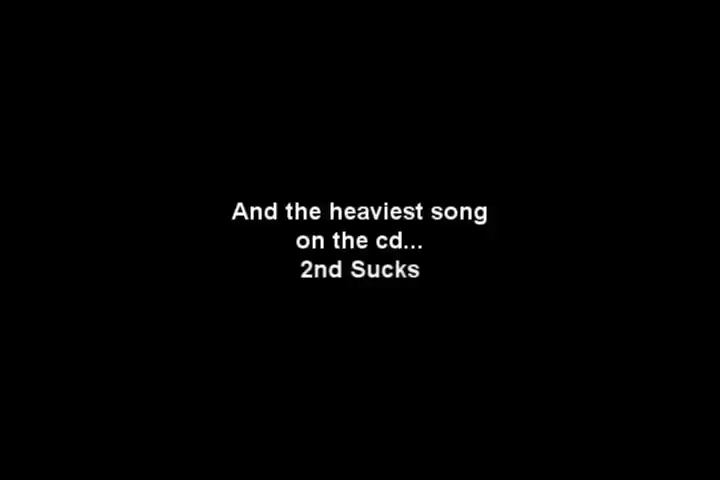 And the heaviest song
on the cd...
2nd Sucks